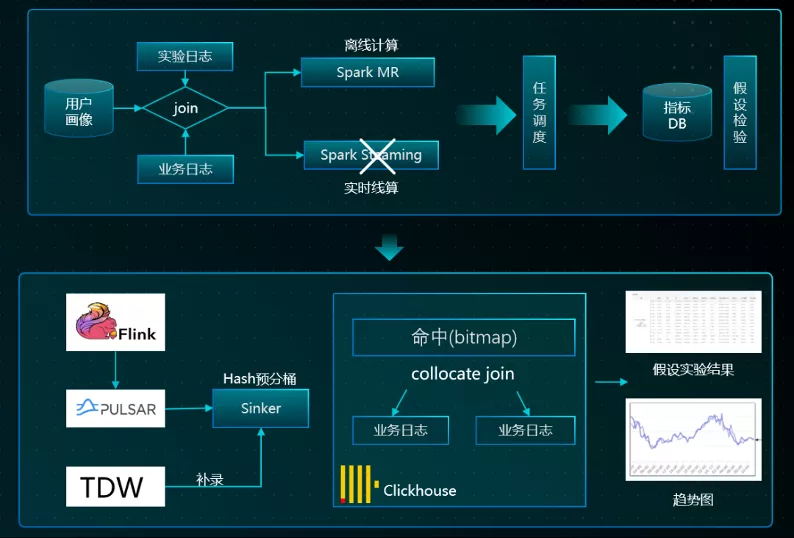 离线计算
实验日志
Spark MR
用户
画像
join
任务调度
指标
DB
假设检验
业务日志
Spark Streaming
实时线算
Flink
Hash预分桶
PULSAR
Sinker
TDW
补录
命中(bitmap)
collocate join
业务日志
业务日志
Clickhouse
假设实验结果
趋势图